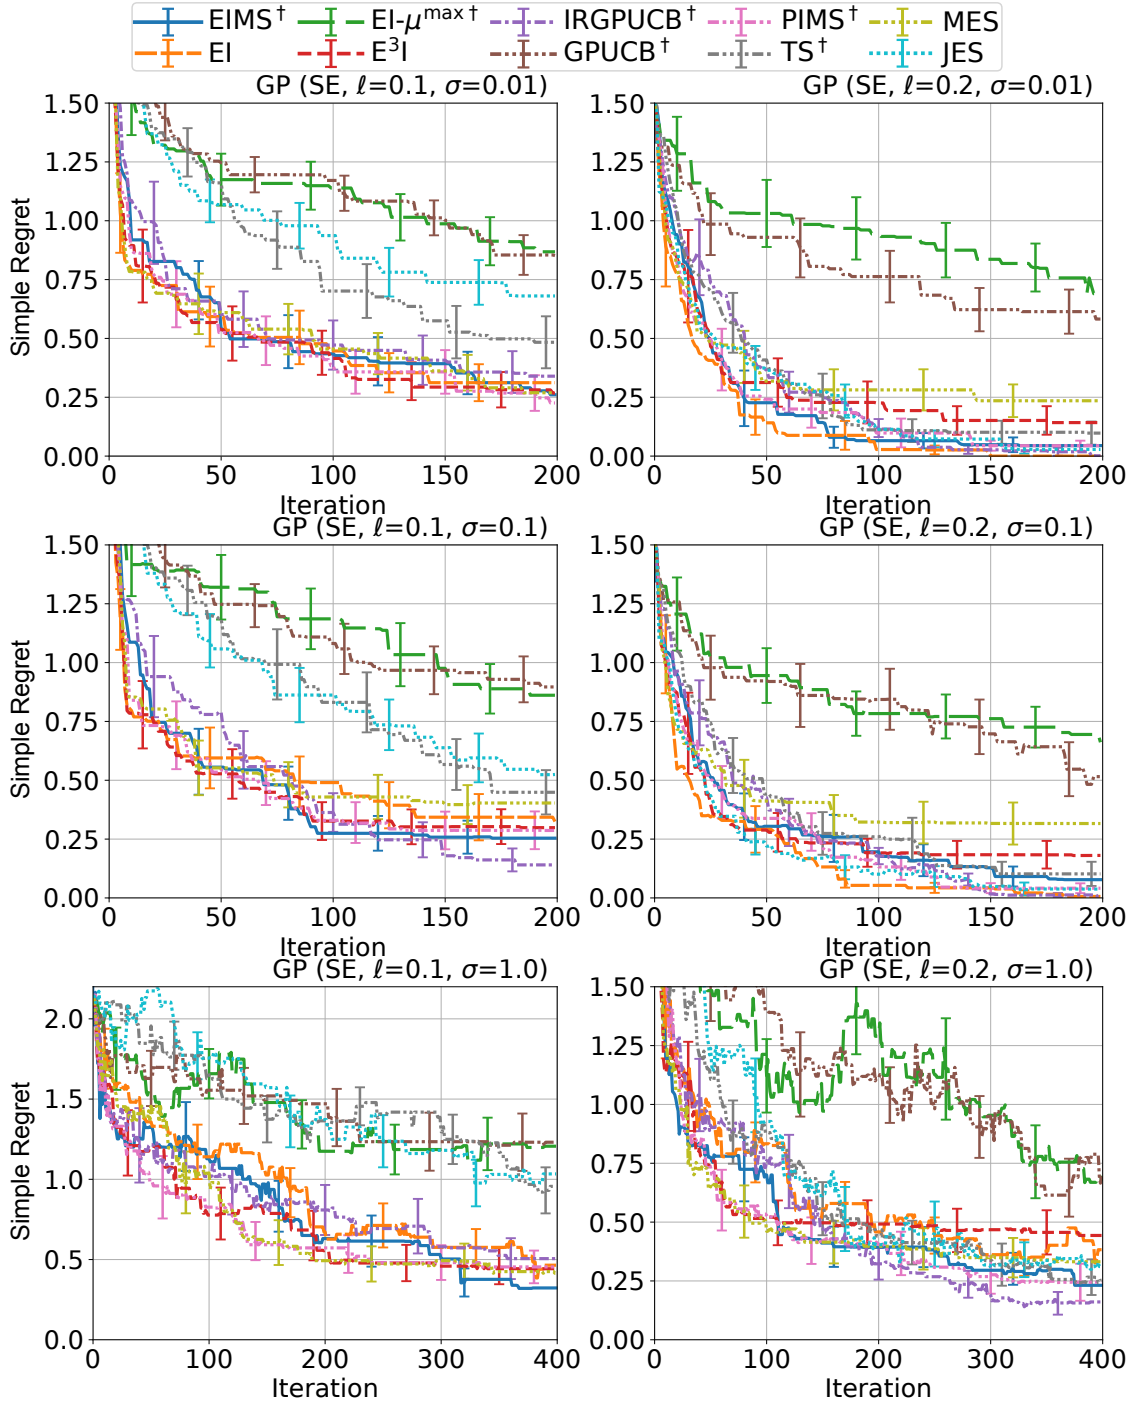 EIMS† EI-μmax† IRGPUCB† PIMS† MES
EI E³I GPUCB† TS† JES
GP (SE, ℓ=0.1, σ=0.01)
Simple Regret
1.50
1.25
1.00
0.75
0.50
0.25
0.00
0 50 100 150 200
Iteration
GP (SE, ℓ=0.2, σ=0.01)
1.50
1.25
1.00
0.75
0.50
0.25
0.00
0 50 100 150 200
Iteration
GP (SE, ℓ=0.1, σ=0.1)
Simple Regret
1.50
1.25
1.00
0.75
0.50
0.25
0.00
0 50 100 150 200
Iteration
GP (SE, ℓ=0.2, σ=0.1)
1.50
1.25
1.00
0.75
0.50
0.25
0.00
0 50 100 150 200
Iteration
GP (SE, ℓ=0.1, σ=1.0)
Simple Regret
2.0
1.5
1.0
0.5
0.0
0 100 200 300 400
Iteration
GP (SE, ℓ=0.2, σ=1.0)
1.50
1.25
1.00
0.75
0.50
0.25
0.00
0 100 200 300 400
Iteration